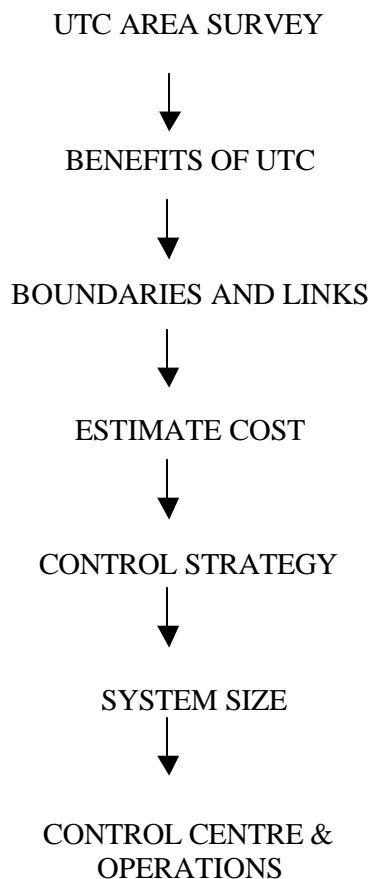 UTC AREA SURVEY
BENEFITS OF UTC
BOUNDARIES AND LINKS
ESTIMATE COST
CONTROL STRATEGY
SYSTEM SIZE
CONTROL CENTRE &
OPERATIONS